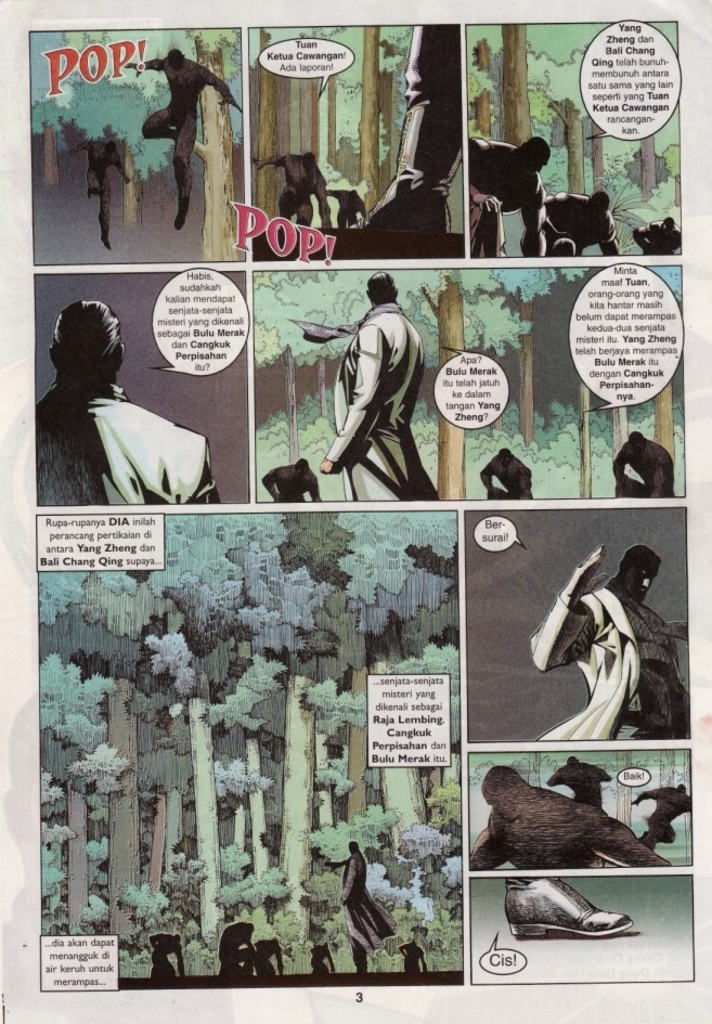 POP!
Tuan
Ketua Cawangan!
Ada laporan!
POP!
Yang
Zheng dan
Bali Chang
Qing telah bunuh-
membunuh antara
satu sama yang lain
seperti yang Tuan
Ketua Cawangan
rancangan-
kan.
Habis,
sudahkah
kalian mendapat
senjata-senjata
misteri yang dikenali
sebagai Bulu Merak
dan Cangkuk
Perpisahan
itu?
Apa?
Bulu Merak
itu telah jatuh
ke dalam
tangan Yang
Zheng?
Minta
maaf Tuan,
orang-orang yang
kita hantar masih
belum dapat merampas
kedua-dua senjata
misteri itu. Yang Zheng
telah berjaya merampas
Bulu Merak itu
dengan Cangkuk
Perpisahan-
nya.
Rupa-rupanya DIA inilah
perancang pertikaian di
antara Yang Zheng dan
Bali Chang Qing supaya...
...dia akan dapat
menangguk di
air keruh untuk
merampas...
...senjata-senjata
misteri yang
dikenali sebagai
Raja Lembing,
Cangkuk
Perpisahan dan
Bulu Merak itu.
Ber-
surai!
Baik!
Cis!
3